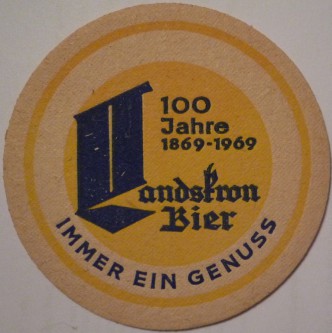 100
Jahre
1869-1969
Landskron
Bier
IMMER EIN GENUSS